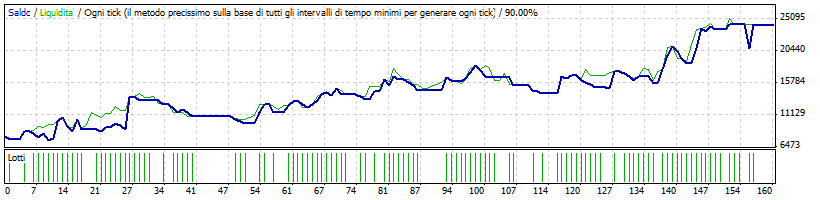 Saldo / Liquidita' / Ogni tick (il metodo precissimo sulla base di tutti gli intervalli di tempo minimi per generare ogni tick) / 90.00%
25095
20440
15784
11129
6473
Lotti
0 7 14 21 27 34 41 47 54 61 67 74 80 87 94 100 107 114 120 127 134 140 147 154 160